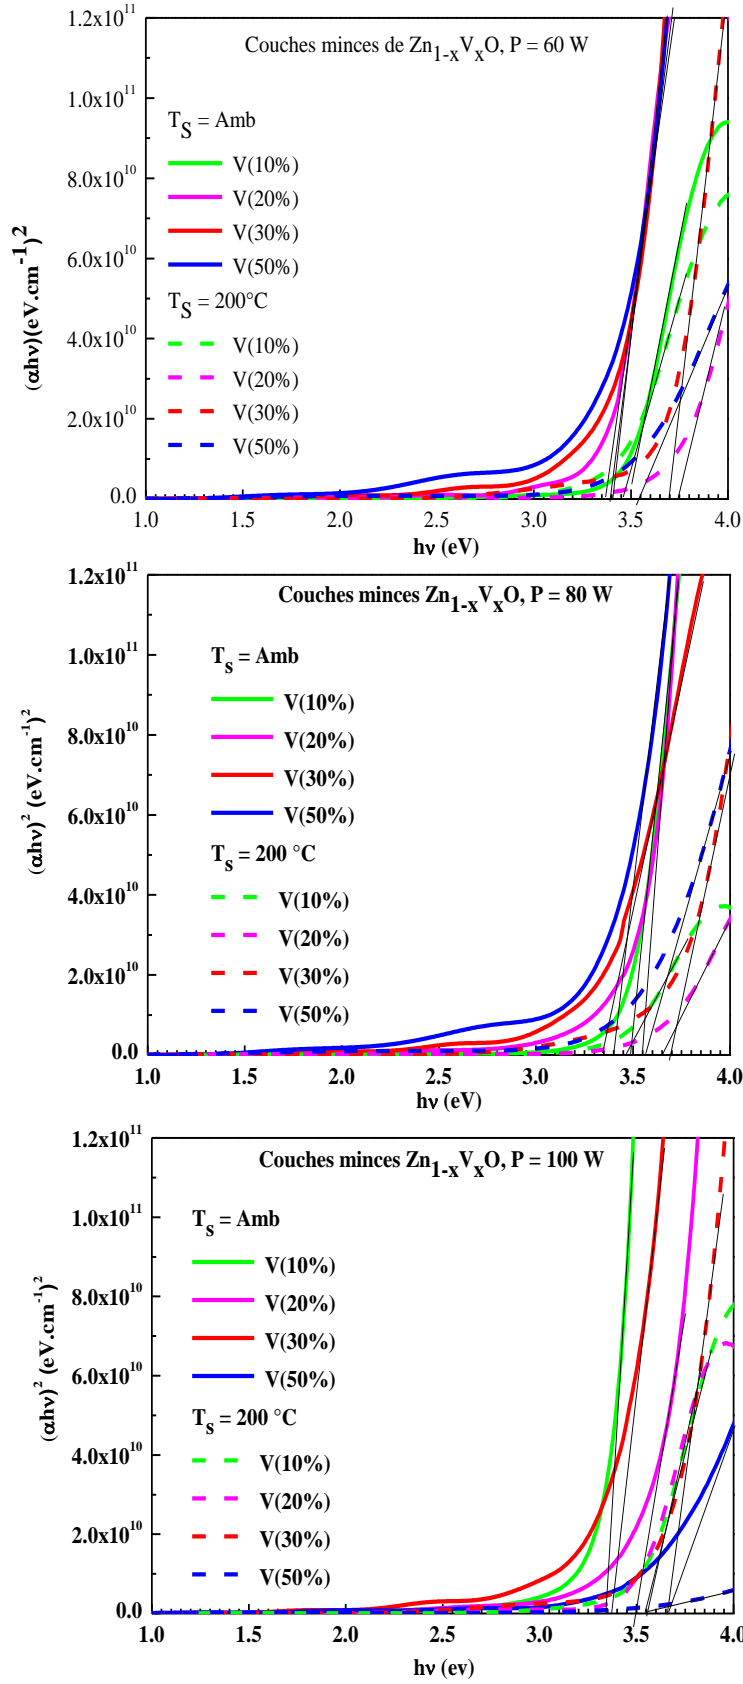 Couches minces de Zn1-xVxO, P = 60 W
1.2x10^11
1.0x10^11
8.0x10^10
6.0x10^10
4.0x10^10
2.0x10^10
0.0
(αhν)(eV.cm-1)2
TS = Amb
V(10%)
V(20%)
V(30%)
V(50%)
TS = 200°C
V(10%)
V(20%)
V(30%)
V(50%)
1.0 1.5 2.0 2.5 3.0 3.5 4.0
hν (eV)
Couches minces Zn1-xVxO, P = 80 W
1.2x10^11
1.0x10^11
8.0x10^10
6.0x10^10
4.0x10^10
2.0x10^10
0.0
(αhν)2 (eV.cm-1)2
Ts = Amb
V(10%)
V(20%)
V(30%)
V(50%)
Ts = 200 °C
V(10%)
V(20%)
V(30%)
V(50%)
1.0 1.5 2.0 2.5 3.0 3.5 4.0
hν (eV)
Couches minces Zn1-xVxO, P = 100 W
1.2x10^11
1.0x10^11
8.0x10^10
6.0x10^10
4.0x10^10
2.0x10^10
0.0
(αhν)2 (eV.cm-1)2
Ts = Amb
V(10%)
V(20%)
V(30%)
V(50%)
Ts = 200 °C
V(10%)
V(20%)
V(30%)
V(50%)
1.0 1.5 2.0 2.5 3.0 3.5 4.0
hν (ev)